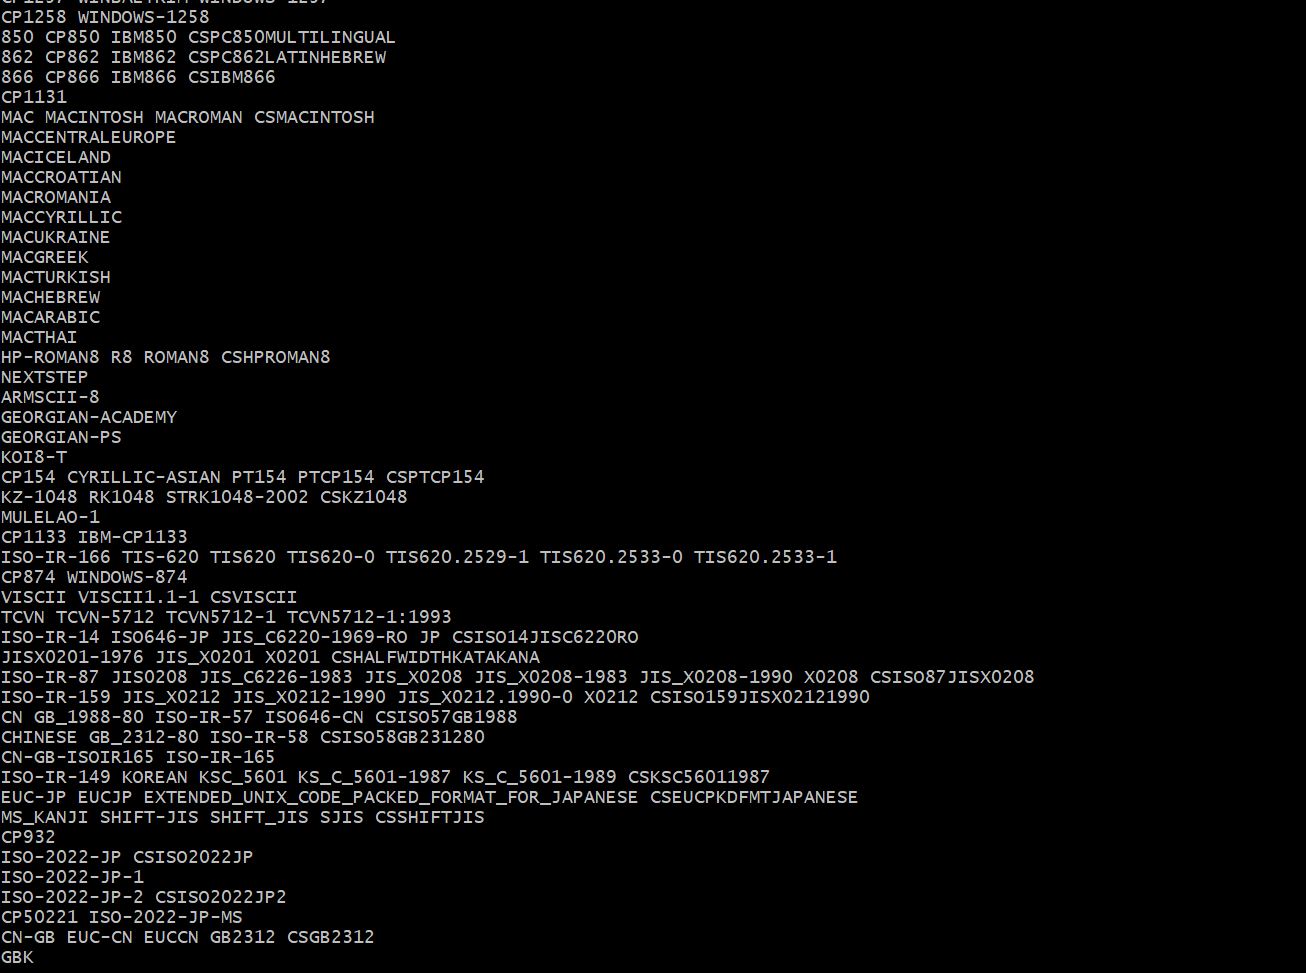 CP1258 WINDOWS-1258
850 CP850 IBM850 CSPC850MULTILINGUAL
862 CP862 IBM862 CSPC862LATINHEBREW
866 CP866 IBM866 CSIBM866
CP1131
MAC MACINTOSH MACROMAN CSMACINTOSH
MACCENTRALEUROPE
MACICELAND
MACCROATIAN
MACROMANIA
MACCYRILLIC
MACUKRAINE
MACGREEK
MACTURKISH
MACHEBREW
MACARABIC
MACTHAI
HP-ROMAN8 R8 ROMAN8 CSHPROMAN8
NEXTSTEP
ARMSCII-8
GEORGIAN-ACADEMY
GEORGIAN-PS
KOI8-T
CP154 CYRILLIC-ASIAN PT154 PTCP154 CSPTCP154
KZ-1048 RK1048 STRK1048-2002 CSKZ1048
MULELAO-1
CP1133 IBM-CP1133
ISO-IR-166 TIS-620 TIS620 TIS620-0 TIS620.2529-1 TIS620.2533-0 TIS620.2533-1
CP874 WINDOWS-874
VISCII VISCII1.1-1 CSVISCII
TCVN TCVN-5712 TCVN5712-1 TCVN5712-1:1993
ISO-IR-14 ISO646-JP JIS_C6220-1969-RO JP CSISO14JISC6220RO
JISX0201-1976 JIS_X0201 X0201 CSHALFWIDTHKATAKANA
ISO-IR-87 JIS0208 JIS_C6226-1983 JIS_X0208 JIS_X0208-1983 JIS_X0208-1990 X0208 CSISO87JISX0208
ISO-IR-159 JIS_X0212 JIS_X0212-1990 JIS_X0212.1990-0 X0212 CSISO159JISX02121990
CN GB_1988-80 ISO-IR-57 ISO646-CN CSISO57GB1988
CHINESE GB_2312-80 ISO-IR-58 CSISO58GB231280
CN-GB-ISOIR165 ISO-IR-165
ISO-IR-149 KOREAN KSC_5601 KS_C_5601-1987 KS_C_5601-1989 CSKSC56011987
EUC-JP EUCJP EXTENDED_UNIX_CODE_PACKED_FORMAT_FOR_JAPANESE CSEUCPKDFMTJAPANESE
MS_KANJI SHIFT-JIS SHIFT_JIS SJIS CSSHIFTJIS
CP932
ISO-2022-JP CSISO2022JP
ISO-2022-JP-1
ISO-2022-JP-2 CSISO2022JP2
CP50221 ISO-2022-JP-MS
CN-GB EUC-CN EUCCN GB2312 CSGB2312
GBK